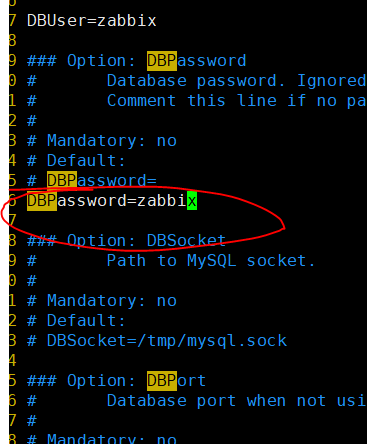 7 DBUser=zabbix
8
9 ### Option: DBPassword
0 #       Database password. Ignored
1 #       Comment this line if no pa
2 #
3 # Mandatory: no
4 # Default:
5 # DBPassword=
6 DBPassword=zabbix
7
8 ### Option: DBSocket
9 #       Path to MySQL socket.
0 #
1 # Mandatory: no
2 # Default:
3 # DBSocket=/tmp/mysql.sock
4
5 ### Option: DBPort
6 #       Database port when not usi
7 #
8 # Mandatory: no